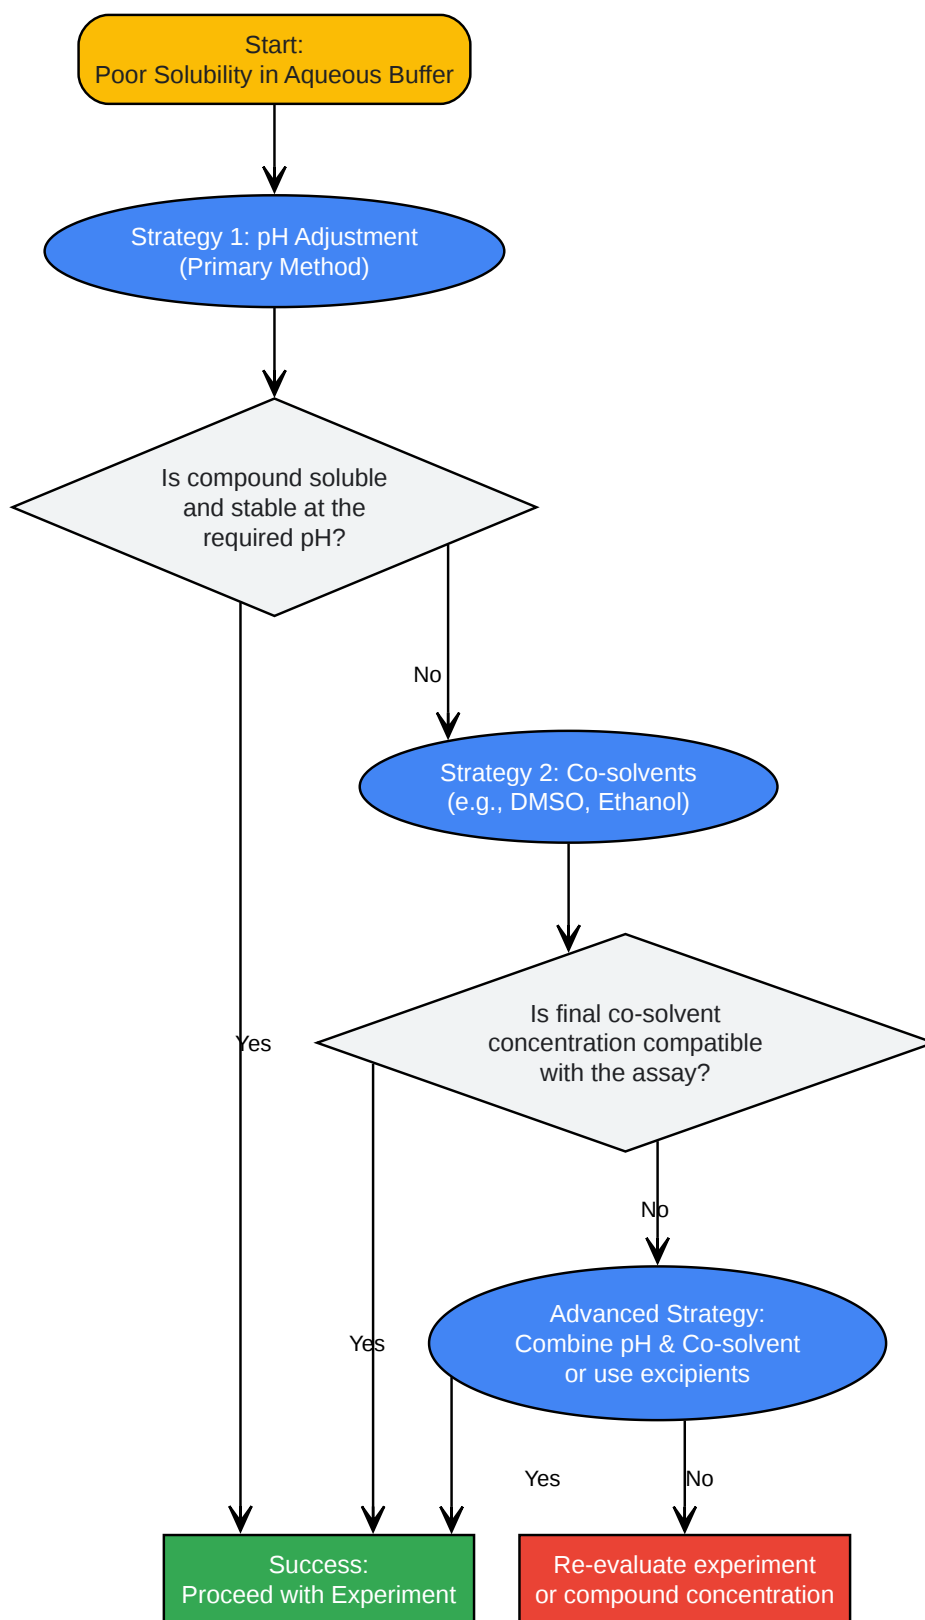 Start:
Poor Solubility in Aqueous Buffer
Strategy 1: pH Adjustment
(Primary Method)
Is compound soluble
and stable at the
required pH?
No
Strategy 2: Co-solvents
(e.g., DMSO, Ethanol)
Is final co-solvent
concentration compatible
with the assay?
Yes
No
Advanced Strategy:
Combine pH & Co-solvent
or use excipients
Yes
Yes
No
Success:
Proceed with Experiment
Re-evaluate experiment
or compound concentration